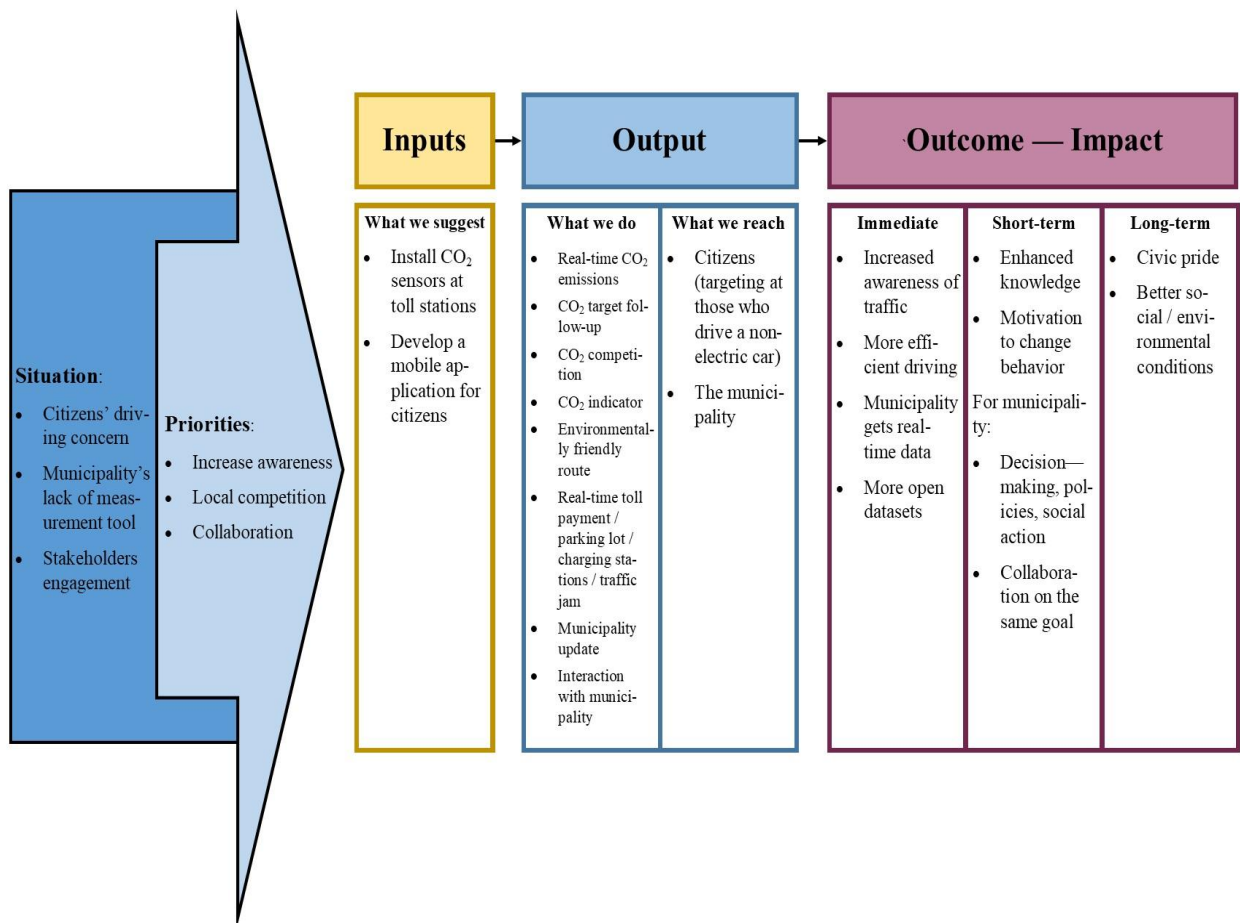 Situation:
• Citizens’ driv-
ing concern
• Municipality’s
lack of meas-
urement tool
• Stakeholders
engagement
Priorities:
• Increase awareness
• Local competition
• Collaboration
Inputs
What we suggest
• Install CO₂
sensors at
toll stations
• Develop a
mobile ap-
plication for
citizens
Output
What we do
• Real-time CO₂
emissions
• CO₂ target fol-
low-up
• CO₂ competi-
tion
• CO₂ indicator
• Environmental-
ly friendly
route
• Real-time toll
payment /
parking lot /
charging sta-
tions / traffic
jam
• Municipality
update
• Interaction
with munici-
pality
What we reach
• Citizens
(targeting at
those who
drive a non-
electric car)
• The munic-
ipality
Outcome — Impact
Immediate
• Increased
awareness of
traffic
• More effi-
cient driving
• Municipality
gets real-
time data
• More open
datasets
Short-term
• Enhanced
knowledge
• Motivation
to change
behavior
For municipali-
ty:
• Decision—
making, pol-
icies, social
action
• Collabora-
tion on the
same goal
Long-term
• Civic pride
• Better so-
cial / envi-
ronmental
conditions